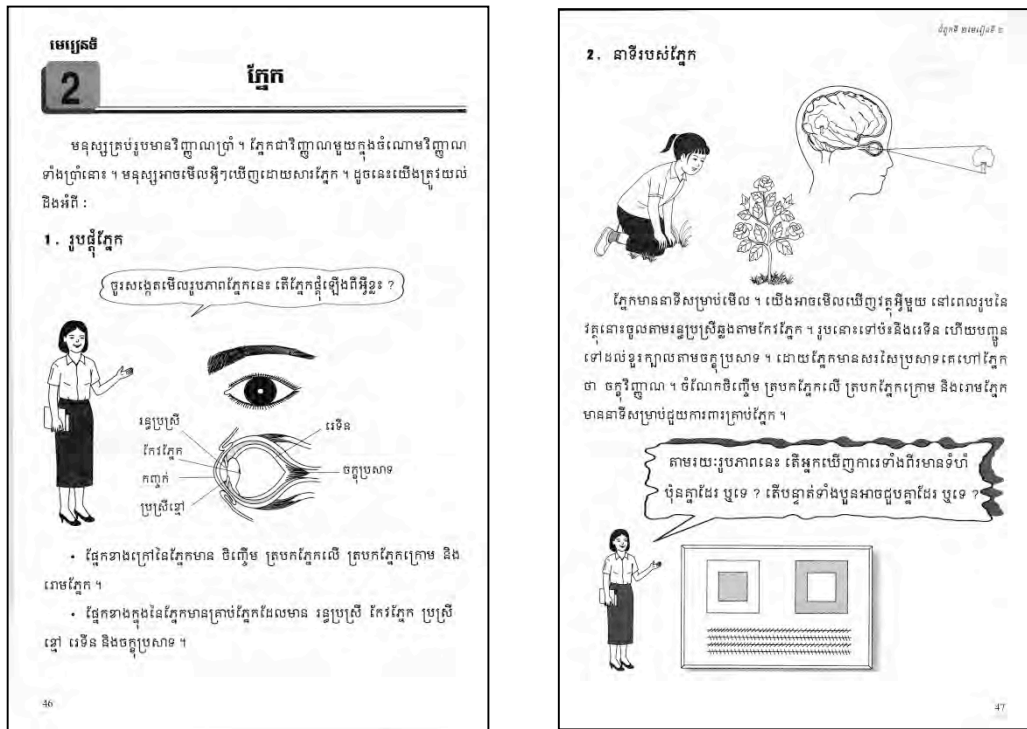 មេរៀនទី
2
ភ្នែក
មនុស្សគ្រប់រូបមានវិញ្ញាណប្រាំ ។ ភ្នែកជាវិញ្ញាណមួយក្នុងចំណោមវិញ្ញាណ
ទាំងប្រាំនោះ ។ មនុស្សអាចមើលអ្វីៗឃើញដោយសារភ្នែក ។ ដូចនេះយើងត្រូវយល់
ដឹងអំពី :
1 . រូបផ្គុំភ្នែក
ចូរសង្កេតមើលរូបភាពភ្នែកនេះ តើភ្នែកផ្គុំឡើងពីអ្វីខ្លះ ?
រន្ធប្រស្រី
កែវភ្នែក
កញ្ចក់
ប្រស្រីខ្មៅ
រេទីន
ចក្ខុប្រសាទ
• ផ្នែកខាងក្រៅនៃភ្នែកមាន ចិញ្ចើម ត្របកភ្នែកលើ ត្របកភ្នែកក្រោម និង
រោមភ្នែក ។
• ផ្នែកខាងក្នុងនៃភ្នែកមានគ្រាប់ភ្នែកដែលមាន រន្ធប្រស្រី កែវភ្នែក ប្រស្រី
ខ្មៅ រេទីន និងចក្ខុប្រសាទ ។
46
ជំពូកទី ២មេរៀនទី ២
2 . នាទីរបស់ភ្នែក
ភ្នែកមាននាទីសម្រាប់មើល ។ យើងអាចមើលឃើញវត្ថុអ្វីមួយ នៅពេលរូបនៃ
វត្ថុនោះចូលតាមរន្ធប្រស្រីឆ្លងតាមកែវភ្នែក ។ រូបនោះទៅប៉ះនិងរេទីន ហើយបញ្ជូន
ទៅដល់ខួរក្បាលតាមចក្ខុប្រសាទ ។ ដោយភ្នែកមានសរសៃប្រសាទគេហៅភ្នែក
ថា ចក្ខុវិញ្ញាណ ។ ចំណែកចិញ្ចើម ត្របកភ្នែកលើ ត្របកភ្នែកក្រោម និងរោមភ្នែក
មាននាទីសម្រាប់ជួយការពារគ្រាប់ភ្នែក ។
តាមរយៈរូបភាពនេះ តើអ្នកឃើញការេទាំងពីរមានទំហំ
ប៉ុនគ្នាដែរ ឬទេ ? តើបន្ទាត់ទាំងបួនអាចជួបគ្នាដែរ ឬទេ ?
47